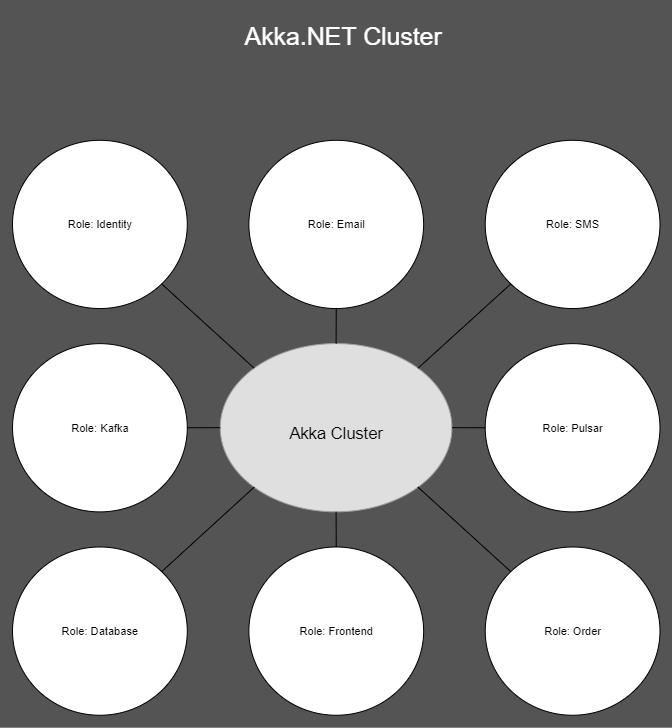 Akka.NET Cluster
Role: Identity
Role: Email
Role: SMS
Role: Kafka
Akka Cluster
Role: Pulsar
Role: Database
Role: Frontend
Role: Order